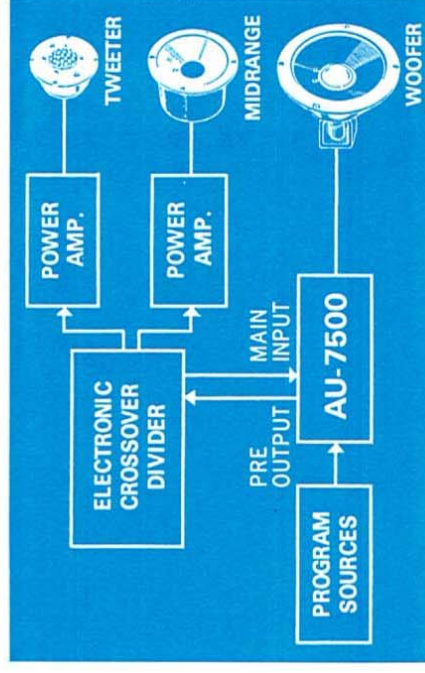 TWEETER
MIDRANGE
WOOFER
POWER
AMP.
POWER
AMP.
ELECTRONIC
CROSSOVER
DIVIDER
PRE
OUTPUT
MAIN
INPUT
AU-7500
PROGRAM
SOURCES